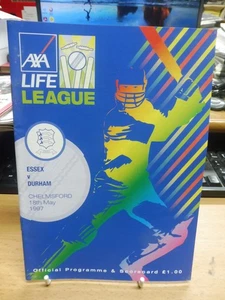 AXA
LIFE
LEAGUE
ESSEX
v
DURHAM
CHELMSFORD
18th May
1997
Official Programme & Scorecard £1.00